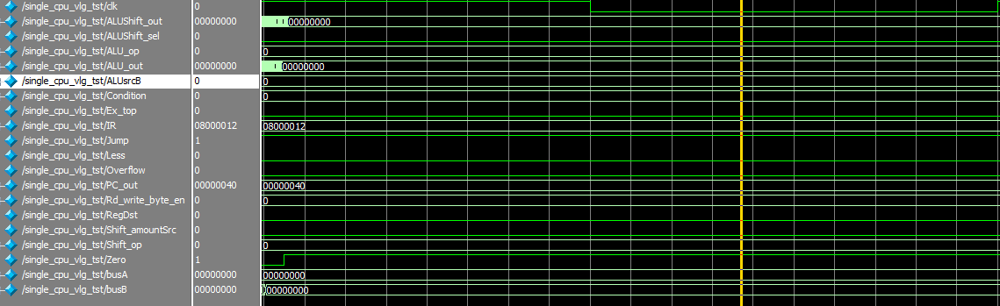 /single_cpu_vlg_tst/clk 0
/single_cpu_vlg_tst/ALUShift_out 00000000 00000000
/single_cpu_vlg_tst/ALUShift_sel 0
/single_cpu_vlg_tst/ALU_op 0 0
/single_cpu_vlg_tst/ALU_out 00000000 00000000
/single_cpu_vlg_tst/ALUsrcB 0 0
/single_cpu_vlg_tst/Condition 0 0
/single_cpu_vlg_tst/Ex_top 0
/single_cpu_vlg_tst/IR 08000012 08000012
/single_cpu_vlg_tst/Jump 1
/single_cpu_vlg_tst/Less 0
/single_cpu_vlg_tst/Overflow 0
/single_cpu_vlg_tst/PC_out 00000040 00000040
/single_cpu_vlg_tst/Rd_write_byte_en 0 0
/single_cpu_vlg_tst/RegDst 0
/single_cpu_vlg_tst/Shift_amountSrc 0
/single_cpu_vlg_tst/Shift_op 0 0
/single_cpu_vlg_tst/Zero 1
/single_cpu_vlg_tst/busA 00000000 00000000
/single_cpu_vlg_tst/busB 00000000 00000000